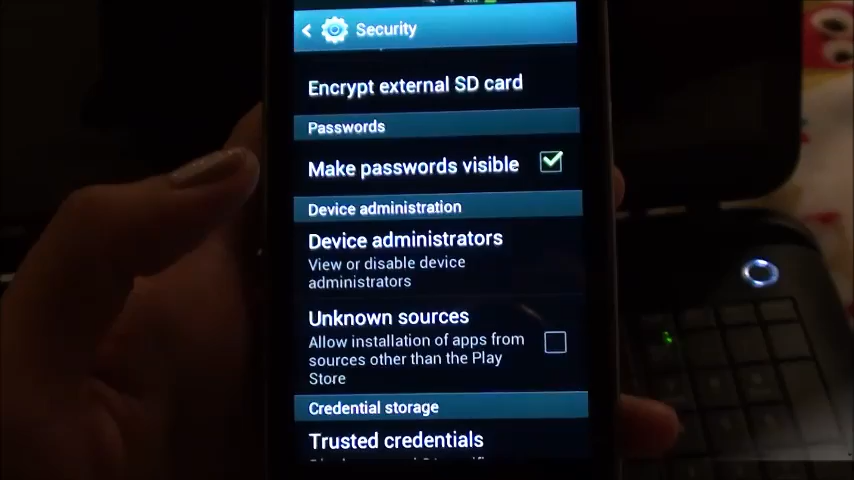 Security
Encrypt external SD card
Passwords
Make passwords visible
Device administration
Device administrators
View or disable device
administrators
Unknown sources
Allow installation of apps from
sources other than the Play
Store
Credential storage
Trusted credentials